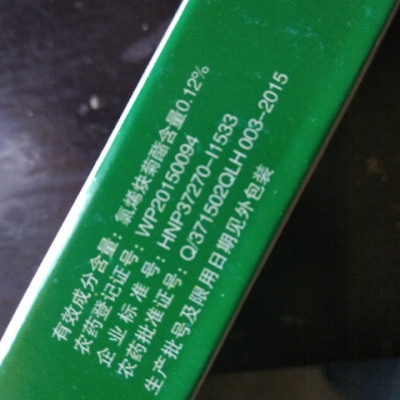 有效成分含量：氯烯炔菊酯含量0.12%
农药登记证号：WP20150094
企业标准号：HNP37270-I1533
农药批准证号：Q/371502QLH 003-2015
生产批号及限用日期见外包装